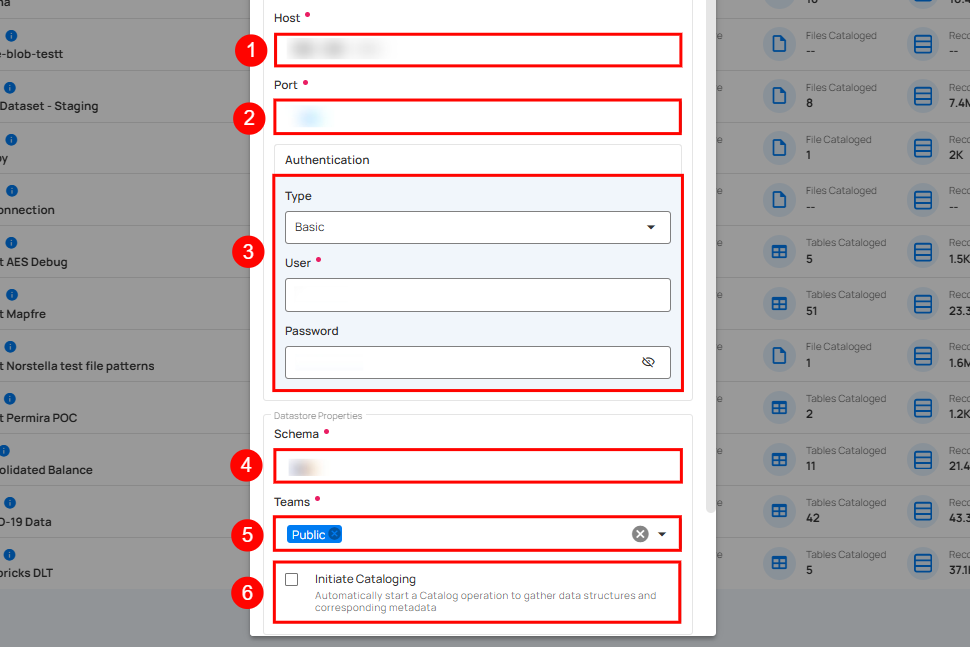 Host *
1
Port *
2
Authentication
3
Type
Basic
User *
Password
Datastore Properties
Schema *
4
Teams *
5
Public
6
Initiate Cataloging
Automatically start a Catalog operation to gather data structures and
corresponding metadata
e-blob-testt
Dataset - Staging
onnection
t AES Debug
t Mapfre
t Norstella test file patterns
t Permira POC
olidated Balance
D-19 Data
oricks DLT
Files Cataloged
--
Reco
--
Files Cataloged
8
Reco
7.4M
File Cataloged
1
Reco
2K
Files Cataloged
--
Reco
--
Tables Cataloged
5
Reco
1.5K
Tables Cataloged
51
Reco
23.3
File Cataloged
1
Reco
1.6M
Tables Cataloged
2
Reco
1.2K
Tables Cataloged
11
Reco
21.4
Tables Cataloged
42
Reco
43.3
Tables Cataloged
5
Reco
37.1